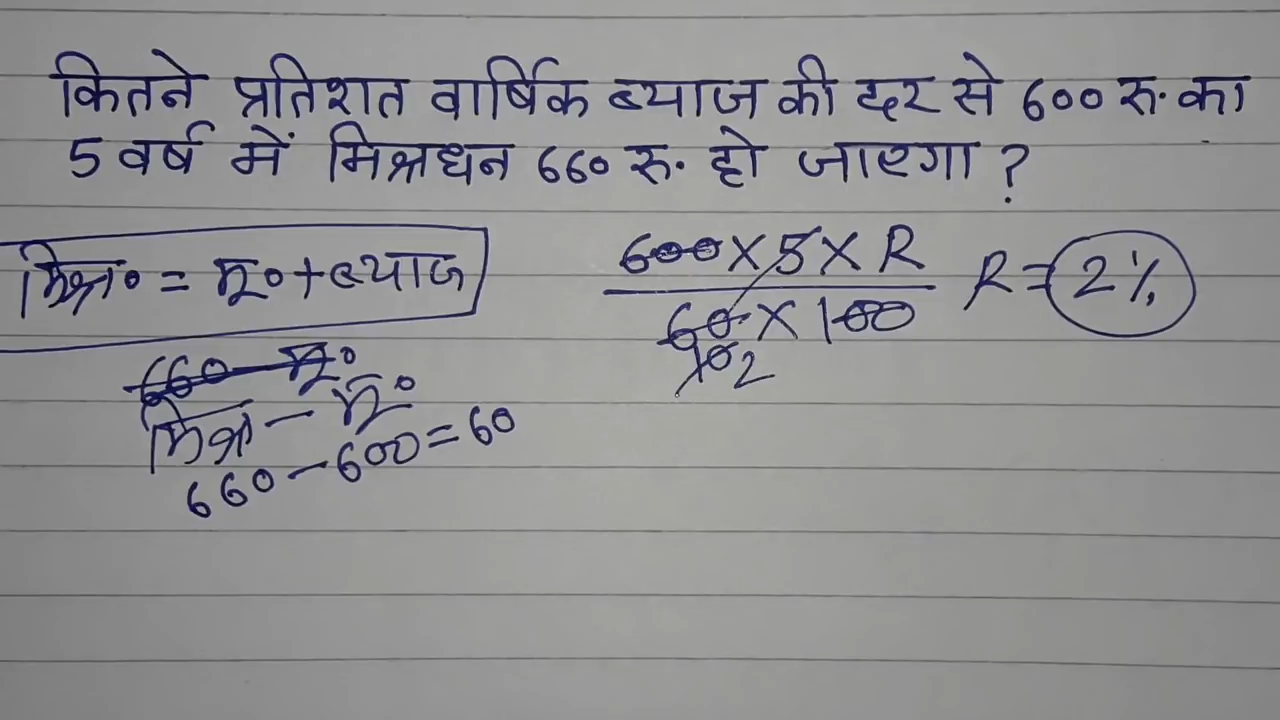 कितने प्रतिशत वार्षिक ब्याज की दर से 600 रु. का
5 वर्ष में मिश्रधन 660 रु. हो जाएगा ?
मिश्र० = मू० + ब्याज
660 - मू०
मिश्र - मू०
660 - 600 = 60
600 X 5 X R
60 X 100
10 2
R = 2%